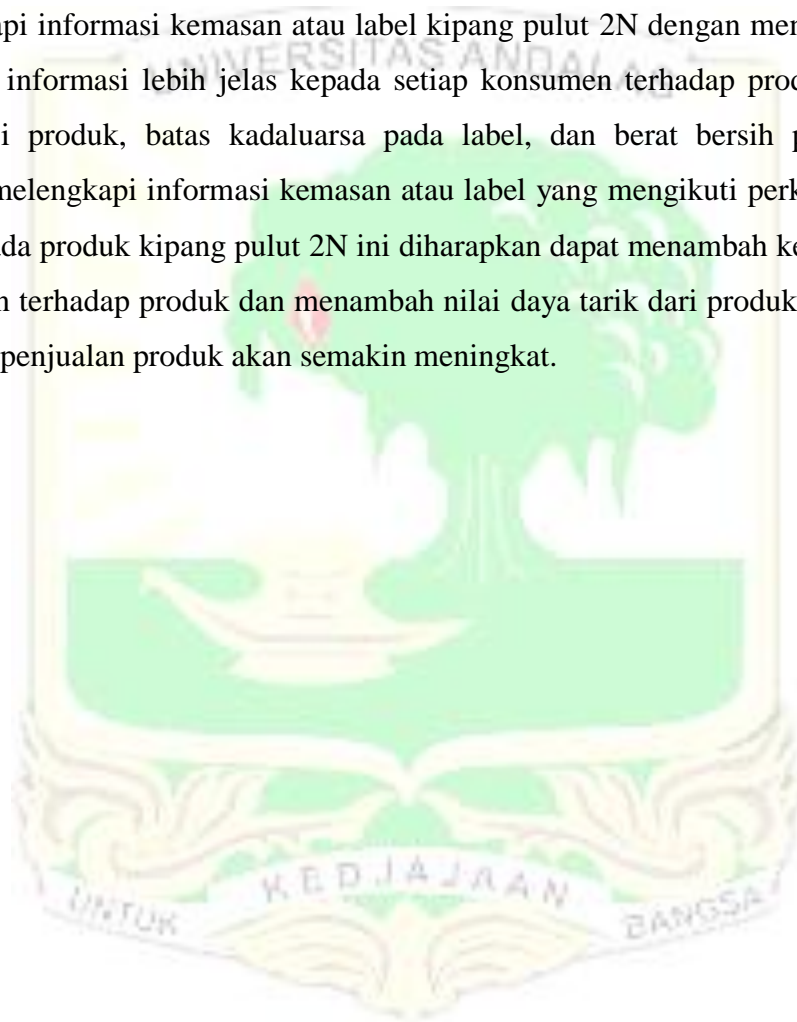 api informasi kemasan atau label kipang pulut 2N dengan mer
informasi lebih jelas kepada setiap konsumen terhadap prod
i produk, batas kadaluarsa pada label, dan berat bersih p
melengkapi informasi kemasan atau label yang mengikuti perk
ada produk kipang pulut 2N ini diharapkan dapat menambah ke
n terhadap produk dan menambah nilai daya tarik dari produk
penjualan produk akan semakin meningkat.
UNIVERSITAS ANDALAS
UNTUK KEDJAJAAN BANGSA